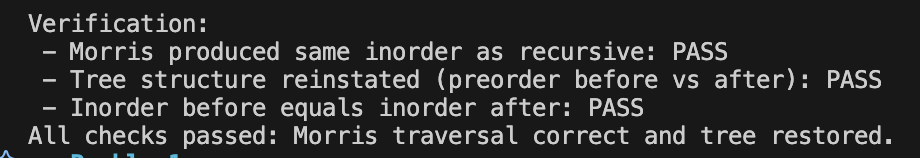 Verification:
– Morris produced same inorder as recursive: PASS
– Tree structure reinstated (preorder before vs after): PASS
– Inorder before equals inorder after: PASS
All checks passed: Morris traversal correct and tree restored.